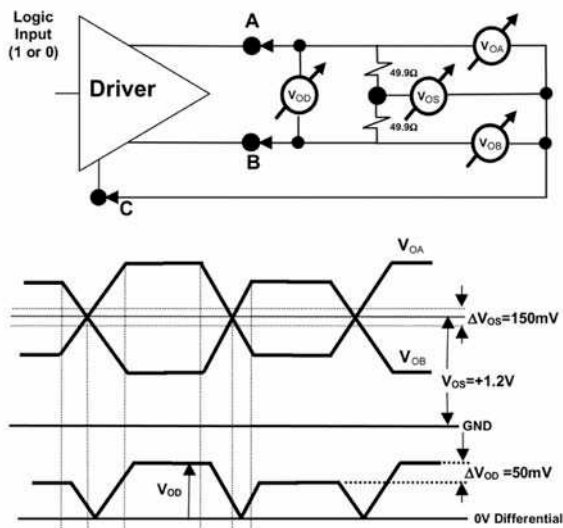 Logic
Input
(1 or 0)
A
Driver
VOD
49.9Ω
VOS
49.9Ω
VOA
VOB
B
C
VOA
ΔVOS=150mV
VOB
VOS=+1.2V
GND
VOD
ΔVOD=50mV
0V Differential